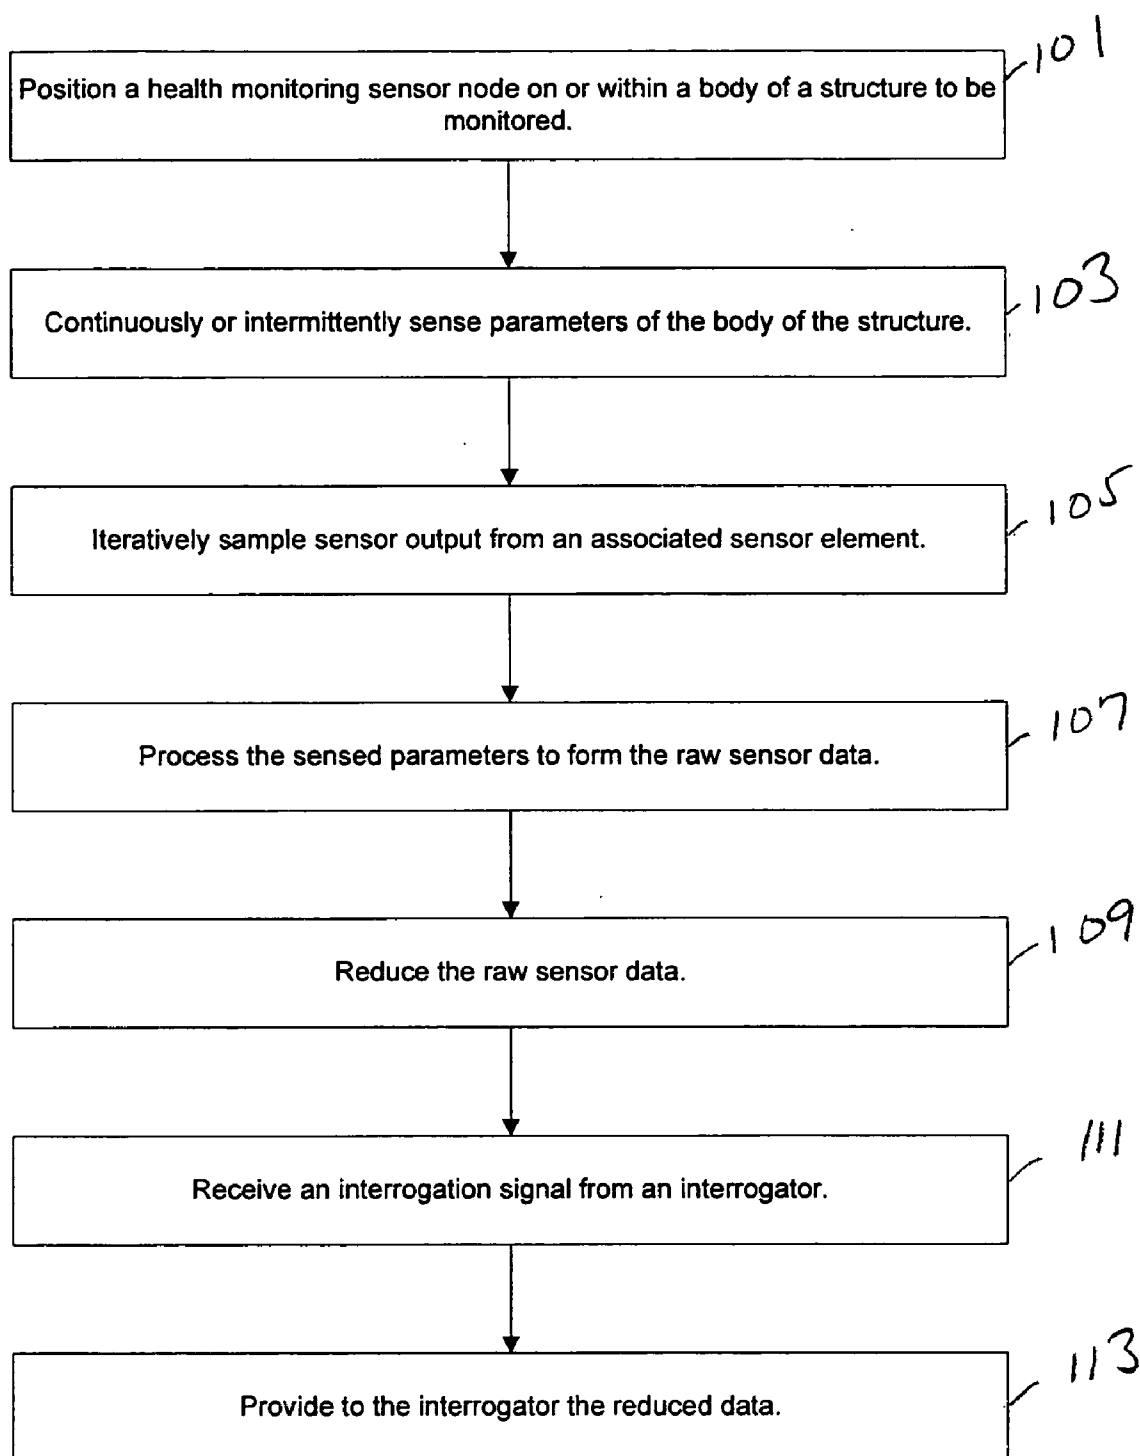 101
Position a health monitoring sensor node on or within a body of a structure to be
monitored.
103
Continuously or intermittently sense parameters of the body of the structure.
105
Iteratively sample sensor output from an associated sensor element.
107
Process the sensed parameters to form the raw sensor data.
109
Reduce the raw sensor data.
111
Receive an interrogation signal from an interrogator.
113
Provide to the interrogator the reduced data.